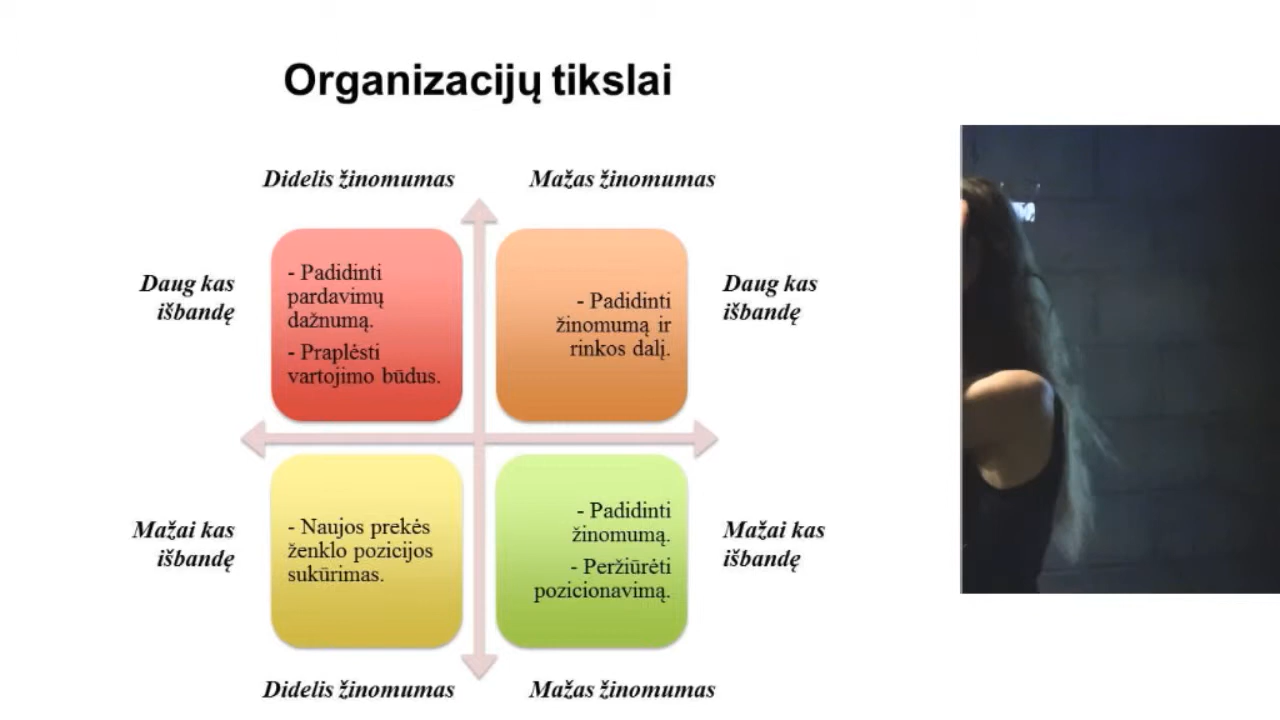 Organizacijų tikslai
Didelis žinomumas
Mažas žinomumas
Daug kas
išbandę
- Padidinti
pardavimų
dažnumą.
- Praplėsti
vartojimo būdus.
- Padidinti
žinomumą ir
rinkos dalį.
Daug kas
išbandę
Mažai kas
išbandę
- Naujos prekės
ženklo pozicijos
sukūrimas.
- Padidinti
žinomumą.
- Peržiūrėti
pozicionavimą.
Mažai kas
išbandę
Didelis žinomumas
Mažas žinomumas